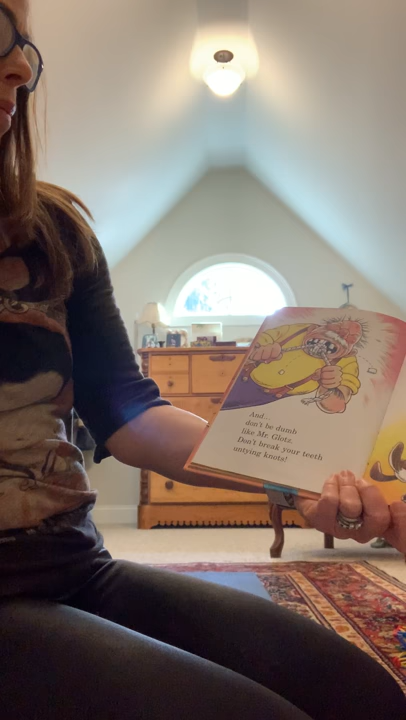 And...
don't be dumb
like Mr. Glotz.
Don't break your teeth
untying knots!